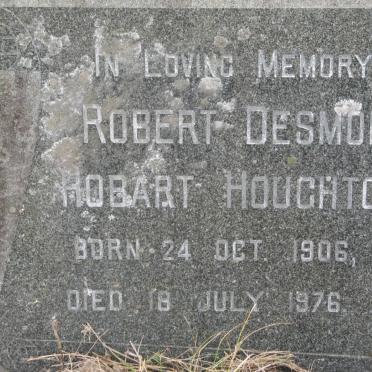 IN LOVING MEMORY
ROBERT DESMO
HOBART HOUGHTO
BORN 24 OCT. 1906,
DIED 18 JULY 1976.